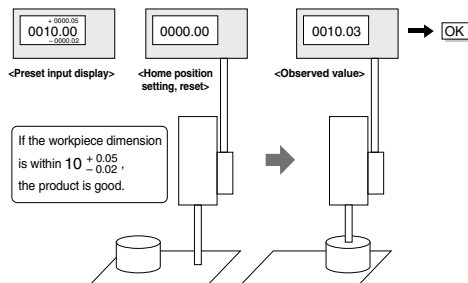 + 0000.05
0010.00
− 0000.02
0000.00
0010.03
OK
<Preset input display>
<Home position
setting, reset>
<Observed value>
If the workpiece dimension
is within 10 + 0.05 − 0.02 ,
the product is good.